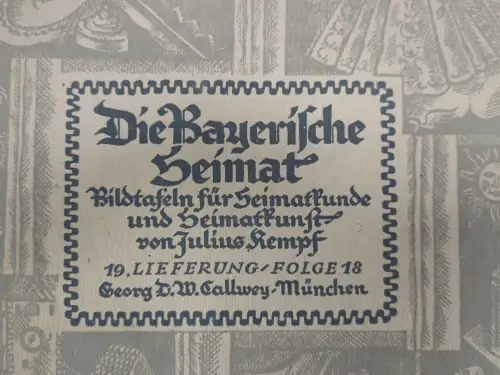 Die Bayeriſche
Heimat
Bildtafeln für Heimatkunde
und Heimatkunſt
von Julius Kempf
19. LIEFERUNG-FOLGE 18
Georg D.W. Callwey-München